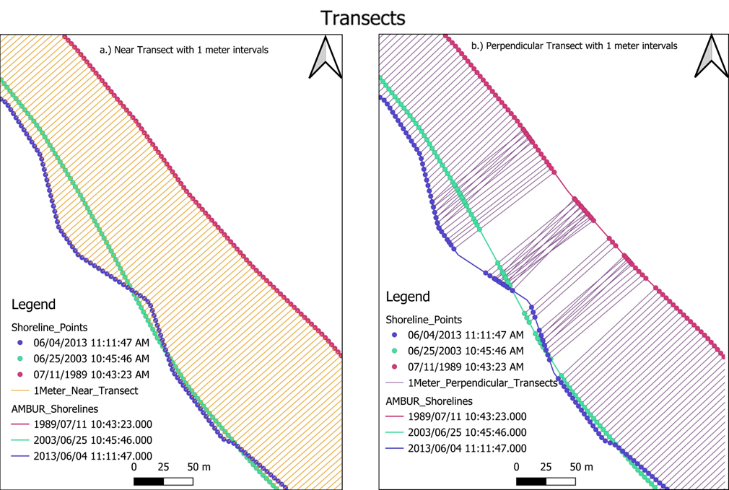 Transects
a.) Near Transect with 1 meter intervals
Legend
Shoreline_Points
06/04/2013 11:11:47 AM
06/25/2003 10:45:46 AM
07/11/1989 10:43:23 AM
1Meter_Near_Transect
AMBUR_Shorelines
1989/07/11 10:43:23.000
2003/06/25 10:45:46.000
2013/06/04 11:11:47.000
0 25 50 m
b.) Perpendicular Transect with 1 meter intervals
Legend
Shoreline_Points
06/04/2013 11:11:47 AM
06/25/2003 10:45:46 AM
07/11/1989 10:43:23 AM
1Meter_Perpendicular_Transects
AMBUR_Shorelines
1989/07/11 10:43:23.000
2003/06/25 10:45:46.000
2013/06/04 11:11:47.000
0 25 50 m